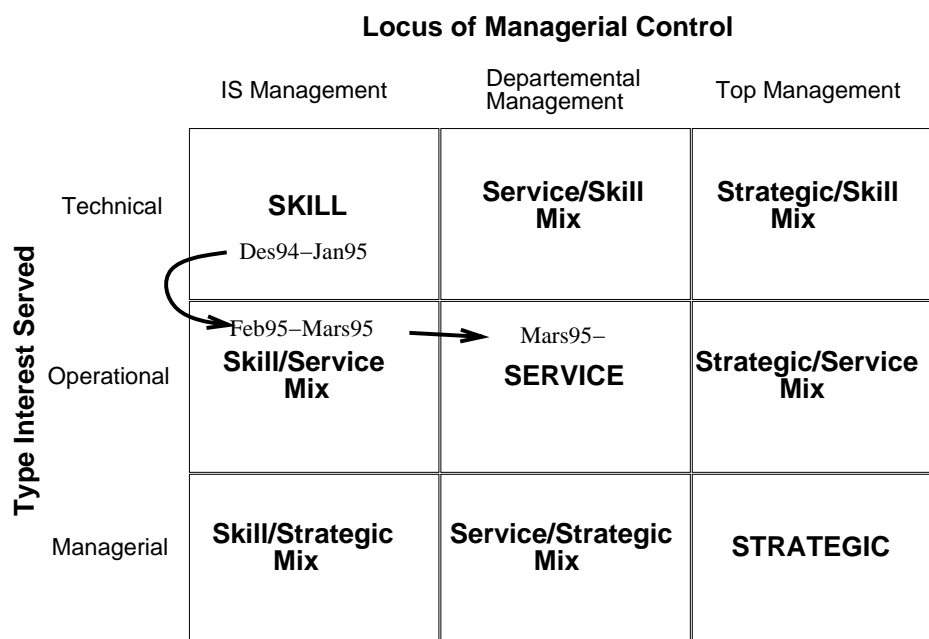 Locus of Managerial Control
IS Management
Departemental
Management
Top Management
Type Interest Served
Technical
SKILL
Des94−Jan95
Service/Skill
Mix
Strategic/Skill
Mix
Operational
Feb95−Mars95
Skill/Service
Mix
Mars95−
SERVICE
Strategic/Service
Mix
Managerial
Skill/Strategic
Mix
Service/Strategic
Mix
STRATEGIC